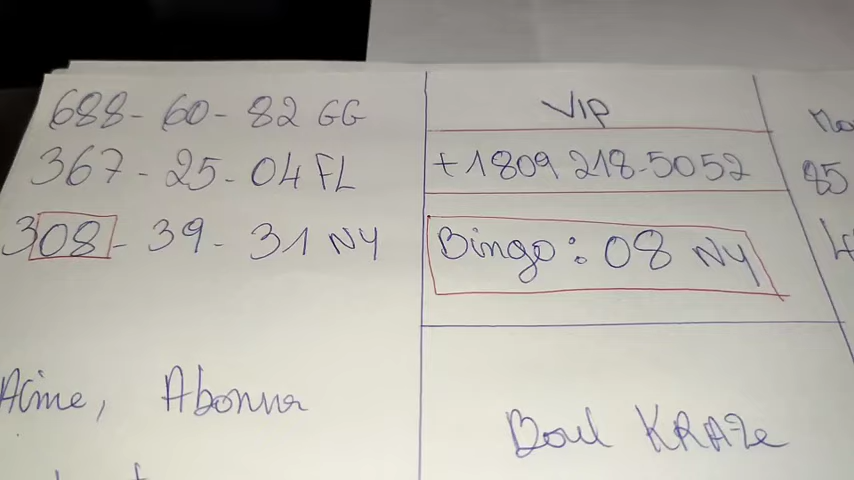 688-60-82 GG
367-25-04 FL
308-39-31 NY
Aime, Abonner
VIP
+1809 218-5052
Bingo: 08 NY
Boul KRAZe
85